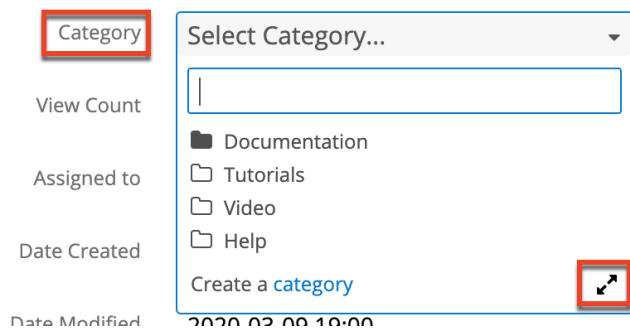 Category
Select Category...
View Count
Documentation
Assigned to
Tutorials
Video
Date Created
Help
Create a category
Date Modified
2020-03-09 19:00